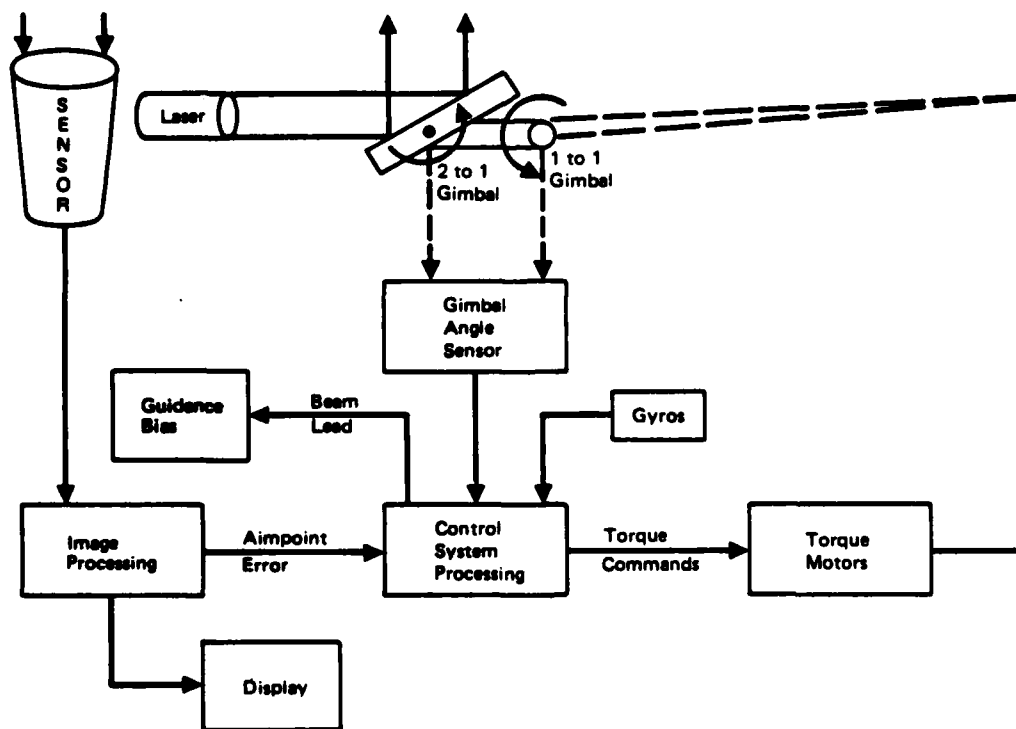 SENSOR
Laser
2 to 1
Gimbal
1 to 1
Gimbal
Gimbal
Angle
Sensor
Guidance
Bias
Beam
Lead
Gyros
Image
Processing
Aimpoint
Error
Control
System
Processing
Torque
Commands
Torque
Motors
Display